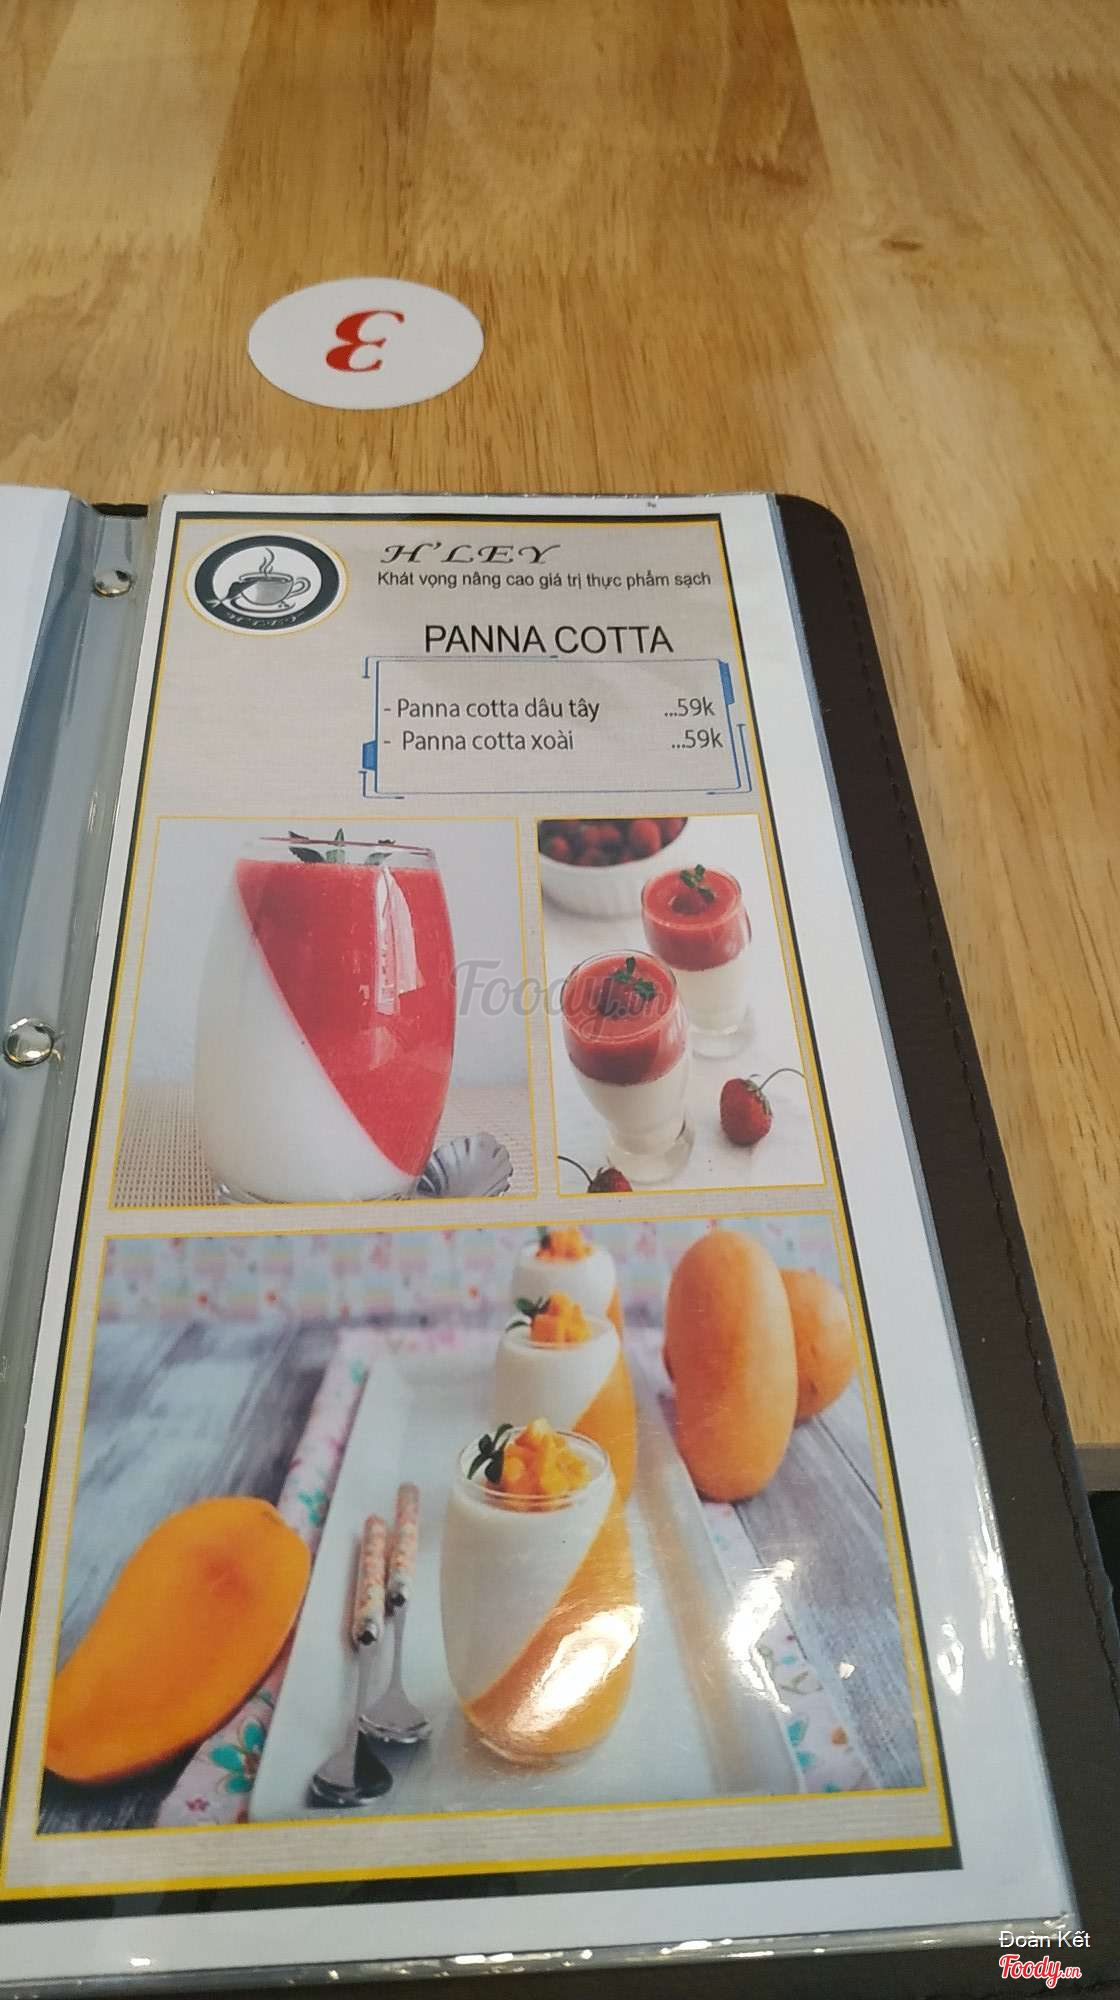 3
H'LEY
Khát vọng nâng cao giá trị thực phẩm sạch
H'LEY
PANNA COTTA
- Panna cotta dâu tây ...59k
- Panna cotta xoài ...59k
Foody.vn
Đoàn Kết
Foody.vn